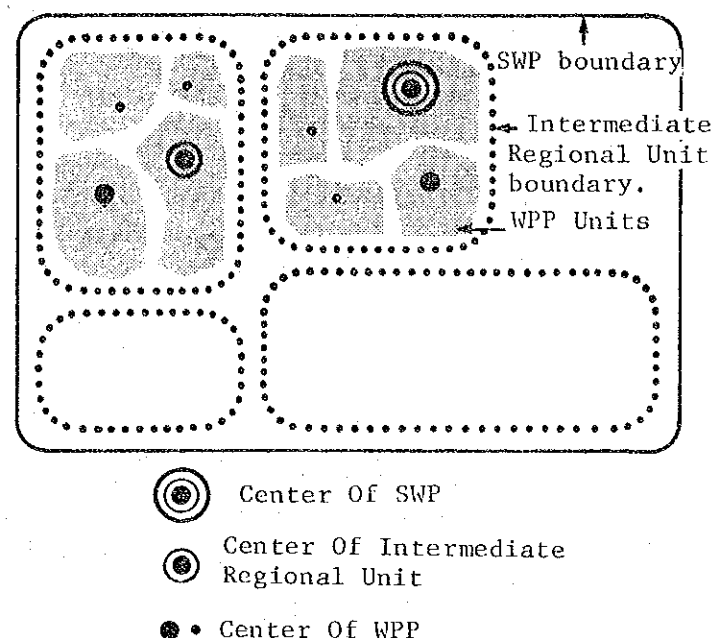 SWP boundary
Intermediate
Regional Unit
boundary.
WPP Units
Center Of SWP
Center Of Intermediate
Regional Unit
Center Of WPP